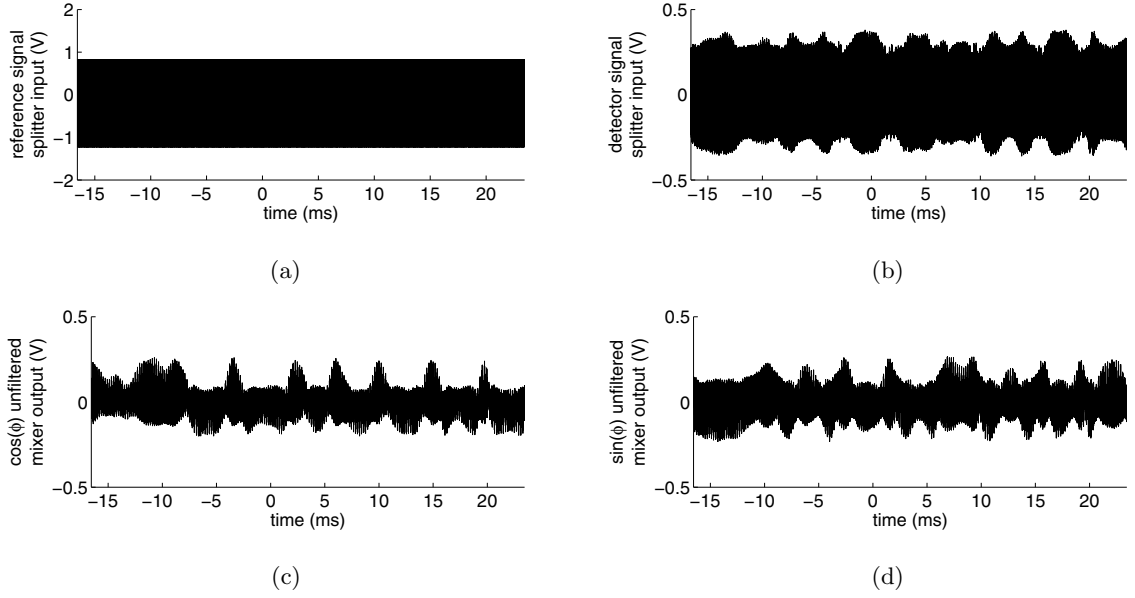 2
1
0
−1
−2
reference signal
splitter input (V)
−15 −10 −5 0 5 10 15 20
time (ms)
(a)
0.5
0
−0.5
detector signal
splitter input (V)
−15 −10 −5 0 5 10 15 20
time (ms)
(b)
0.5
0
−0.5
cos(ϕ) unfiltered
mixer output (V)
−15 −10 −5 0 5 10 15 20
time (ms)
(c)
0.5
0
−0.5
sin(ϕ) unfiltered
mixer output (V)
−15 −10 −5 0 5 10 15 20
time (ms)
(d)